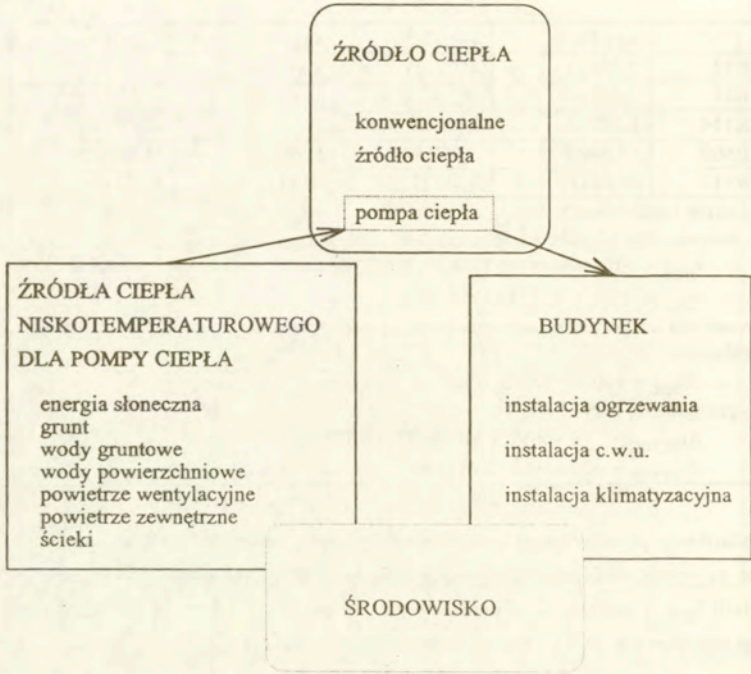 ŹRÓDŁO CIEPŁA
konwencjonalne
źródło ciepła
pompa ciepła
ŹRÓDŁA CIEPŁA
NISKOTEMPERATUROWEGO
DLA POMPY CIEPŁA
energia słoneczna
grunt
wody gruntowe
wody powierzchniowe
powietrze wentylacyjne
powietrze zewnętrzne
ścieki
BUDYNEK
instalacja ogrzewania
instalacja c.w.u.
instalacja klimatyzacyjna
ŚRODOWISKO